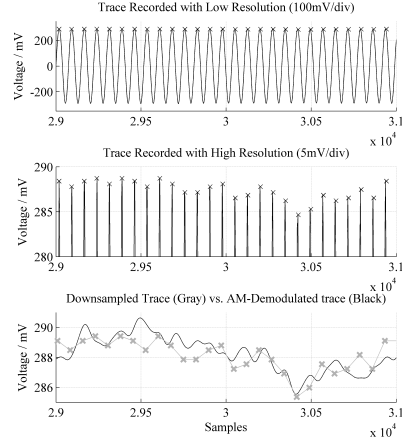 Trace Recorded with Low Resolution (100mV/div)
Voltage / mV
200
0
-200
2.9 2.95 3 3.05 3.1
x 10^4
Trace Recorded with High Resolution (5mV/div)
Voltage / mV
290
285
280
2.9 2.95 3 3.05 3.1
x 10^4
Downsampled Trace (Gray) vs. AM-Demodulated trace (Black)
Voltage / mV
290
288
286
2.9 2.95 3 3.05 3.1
Samples
x 10^4